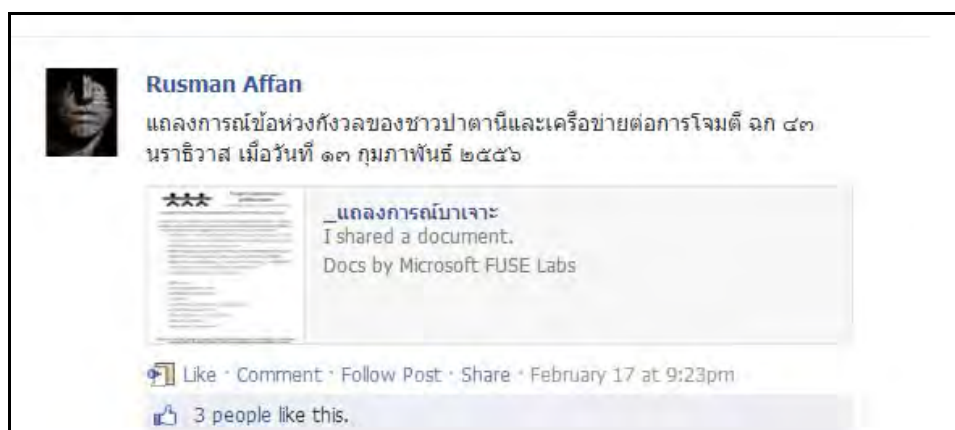 Rusman Affan
แถลงการณ์ข้อห่วงกังวลของชาวปาตานีและเครือข่ายต่อการโจมตี ฉก ๔๓
นราธิวาส เมื่อวันที่ ๑๓ กุมภาพันธ์ ๒๕๕๖
_แถลงการณ์บาเจาะ
I shared a document.
Docs by Microsoft FUSE Labs
Like · Comment · Follow Post · Share · February 17 at 9:23pm
3 people like this.